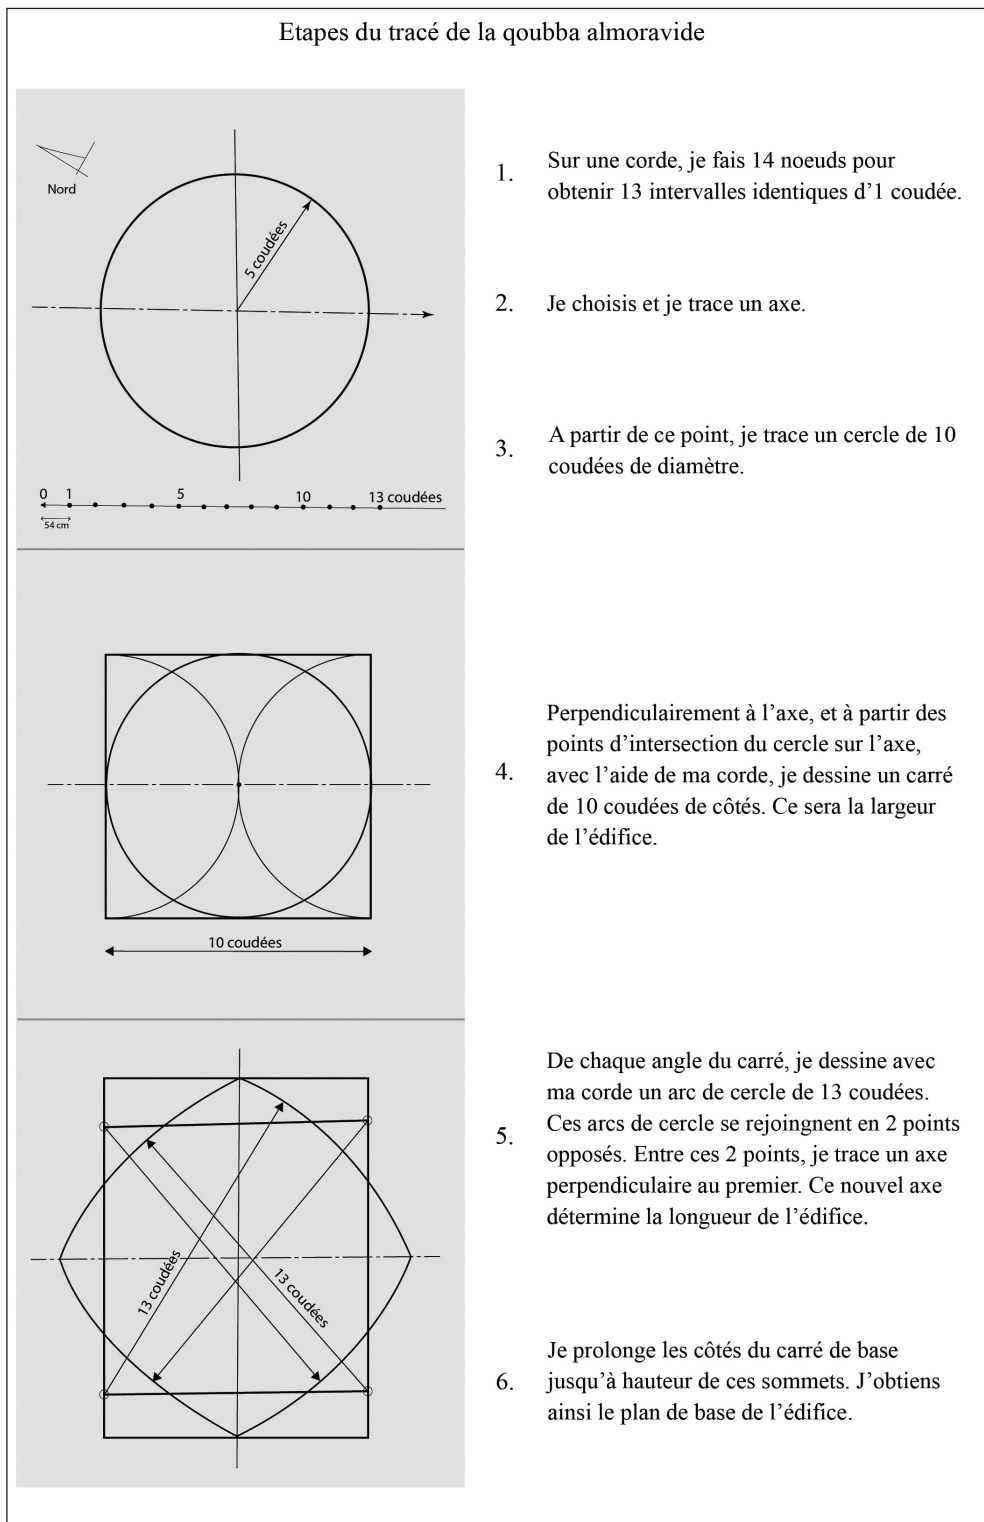 Etapes du tracé de la qoubba almoravide
Nord
5 coudées
0 1 5 10 13 coudées
54 cm
1. Sur une corde, je fais 14 noeuds pour
obtenir 13 intervalles identiques d’1 coudée.
2. Je choisis et je trace un axe.
3. A partir de ce point, je trace un cercle de 10
coudées de diamètre.
10 coudées
4. Perpendiculairement à l’axe, et à partir des
points d’intersection du cercle sur l’axe,
avec l’aide de ma corde, je dessine un carré
de 10 coudées de côtés. Ce sera la largeur
de l’édifice.
13 coudées
13 coudées
5. De chaque angle du carré, je dessine avec
ma corde un arc de cercle de 13 coudées.
Ces arcs de cercle se rejoingnent en 2 points
opposés. Entre ces 2 points, je trace un axe
perpendiculaire au premier. Ce nouvel axe
détermine la longueur de l’édifice.
6. Je prolonge les côtés du carré de base
jusqu’à hauteur de ces sommets. J’obtiens
ainsi le plan de base de l’édifice.